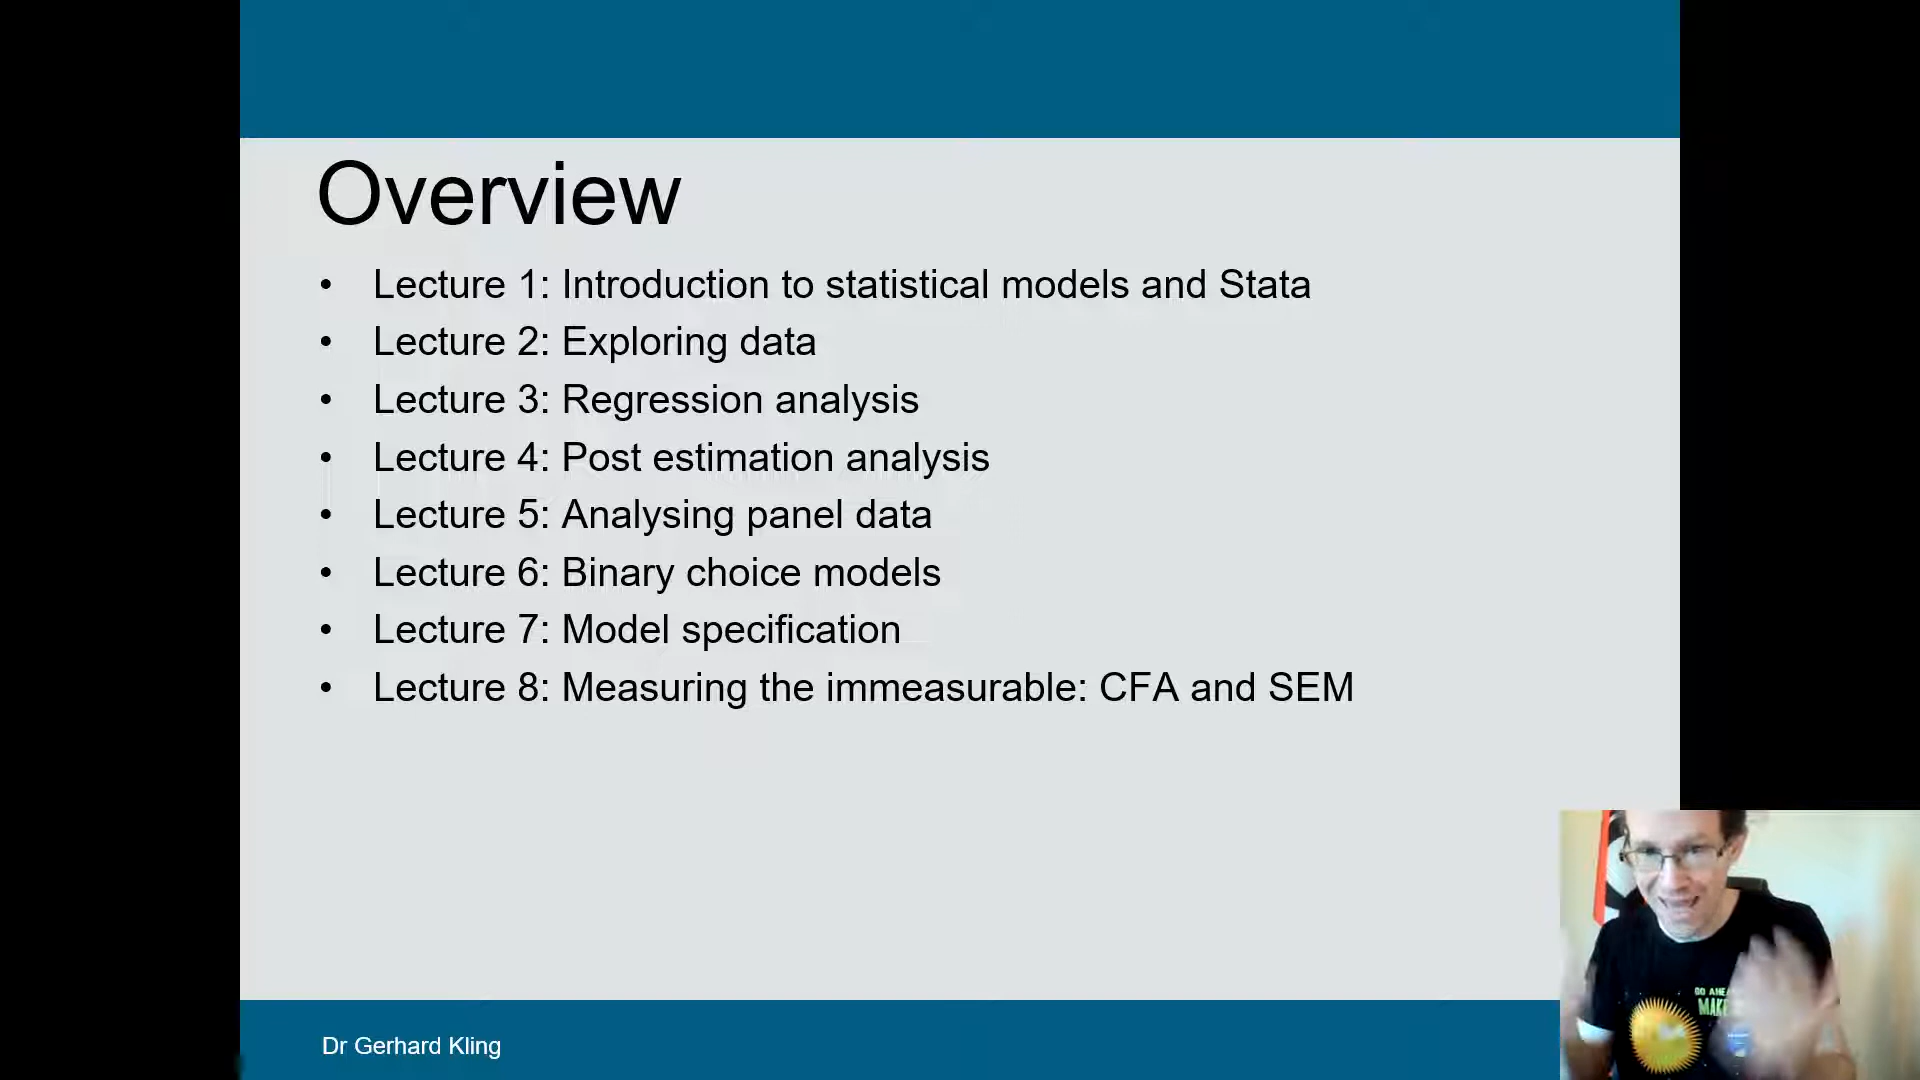 Overview
• Lecture 1: Introduction to statistical models and Stata
• Lecture 2: Exploring data
• Lecture 3: Regression analysis
• Lecture 4: Post estimation analysis
• Lecture 5: Analysing panel data
• Lecture 6: Binary choice models
• Lecture 7: Model specification
• Lecture 8: Measuring the immeasurable: CFA and SEM
Dr Gerhard Kling
GO
MAKE